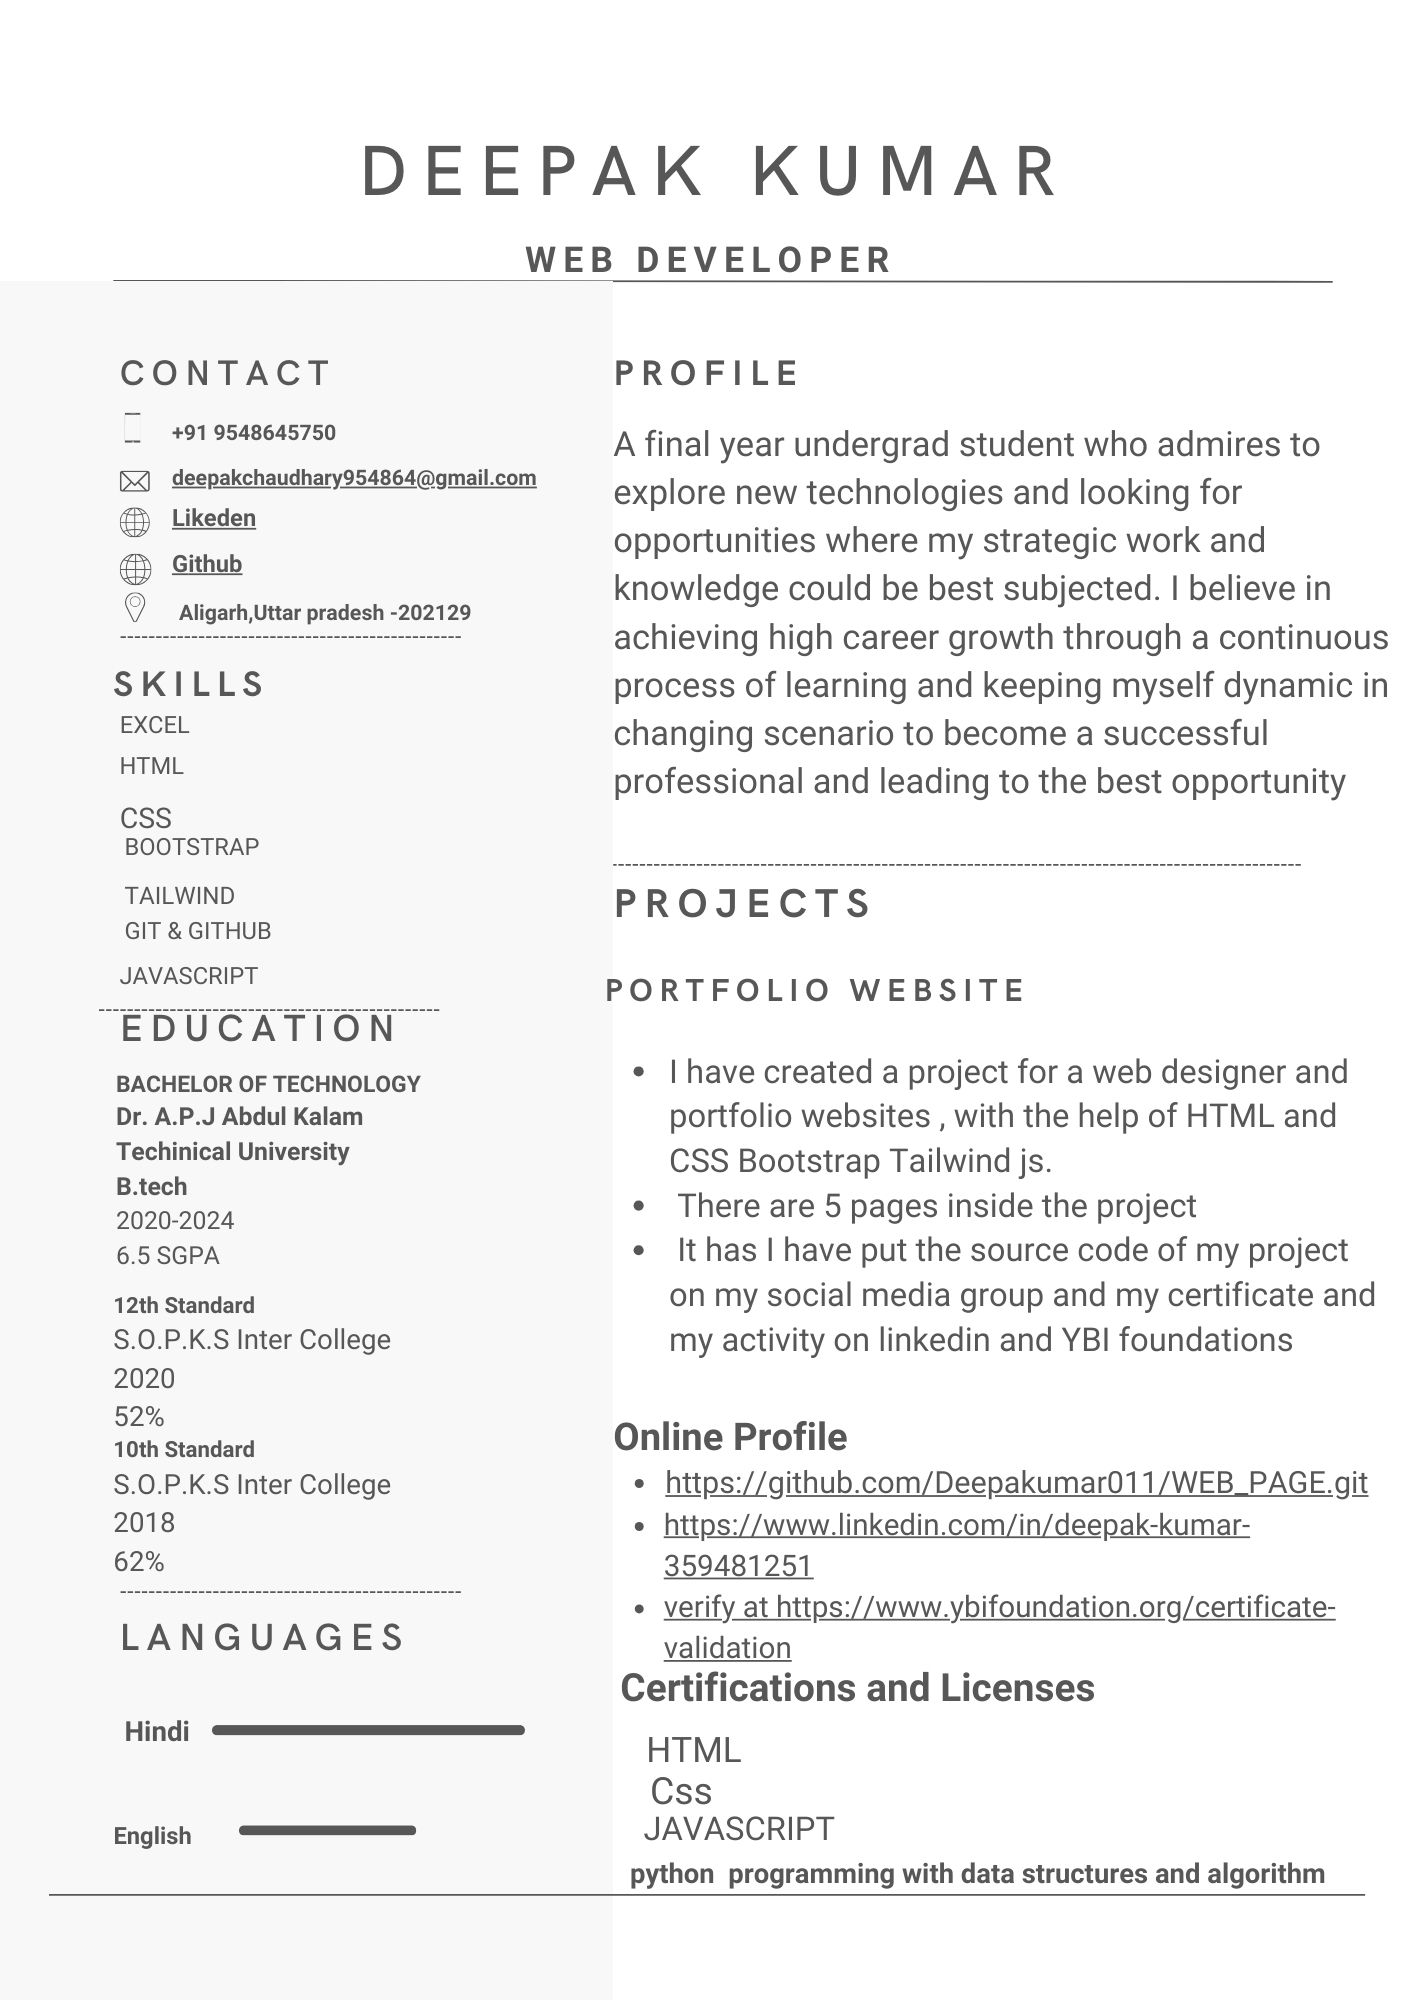 DEEPAK KUMAR
WEB DEVELOPER
CONTACT
+91 9548645750
deepakchaudhary954864@gmail.com
Likeden
Github
Aligarh,Uttar pradesh -202129
------------------------------------------------
SKILLS
EXCEL
HTML
CSS
BOOTSTRAP
TAILWIND
GIT & GITHUB
JAVASCRIPT
------------------------------------------------
EDUCATION
BACHELOR OF TECHNOLOGY
Dr. A.P.J Abdul Kalam
Techinical University
B.tech
2020-2024
6.5 SGPA
12th Standard
S.O.P.K.S Inter College
2020
52%
10th Standard
S.O.P.K.S Inter College
2018
62%
------------------------------------------------
LANGUAGES
Hindi
English
PROFILE
A final year undergrad student who admires to
explore new technologies and looking for
opportunities where my strategic work and
knowledge could be best subjected. I believe in
achieving high career growth through a continuous
process of learning and keeping myself dynamic in
changing scenario to become a successful
professional and leading to the best opportunity
------------------------------------------------
PROJECTS
PORTFOLIO WEBSITE
• I have created a project for a web designer and
portfolio websites , with the help of HTML and
CSS Bootstrap Tailwind js.
• There are 5 pages inside the project
• It has I have put the source code of my project
on my social media group and my certificate and
my activity on linkedin and YBI foundations
Online Profile
• https://github.com/Deepakumar011/WEB_PAGE.git
• https://www.linkedin.com/in/deepak-kumar-
359481251
• verify at https://www.ybifoundation.org/certificate-
validation
Certifications and Licenses
HTML
Css
JAVASCRIPT
python programming with data structures and algorithm